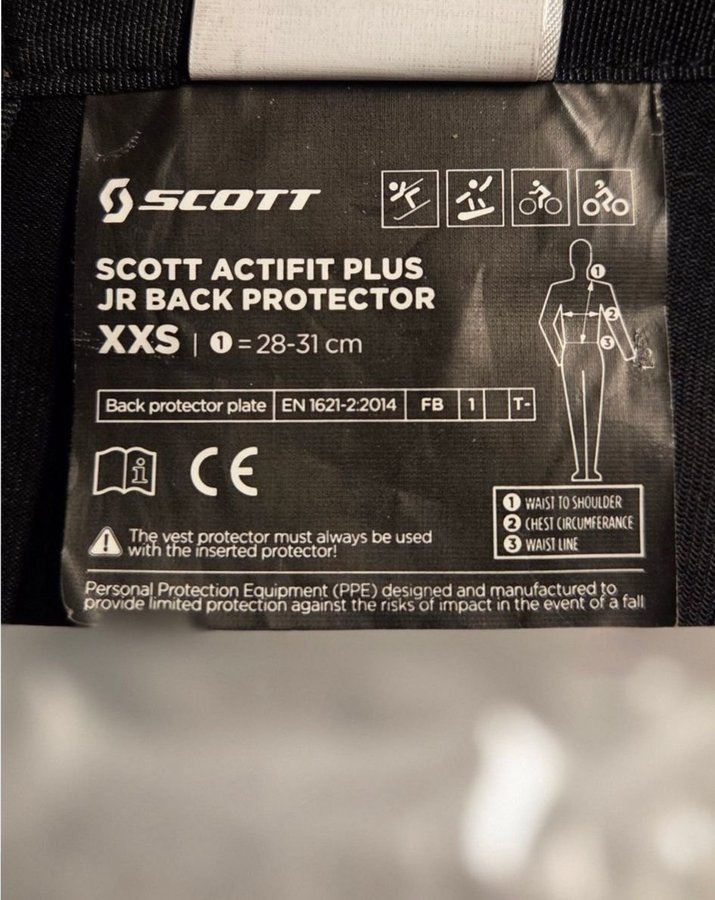 SCOTT
SCOTT ACTIFIT PLUS
JR BACK PROTECTOR
XXS | 1 = 28-31 cm
1
2
3
Back protector plate EN 1621-2:2014 FB 1 T-
i
CE
1 WAIST TO SHOULDER
2 CHEST CIRCUMFERANCE
3 WAIST LINE
! The vest protector must always be used
with the inserted protector!
Personal Protection Equipment (PPE) designed and manufactured to
provide limited protection against the risks of impact in the event of a fall